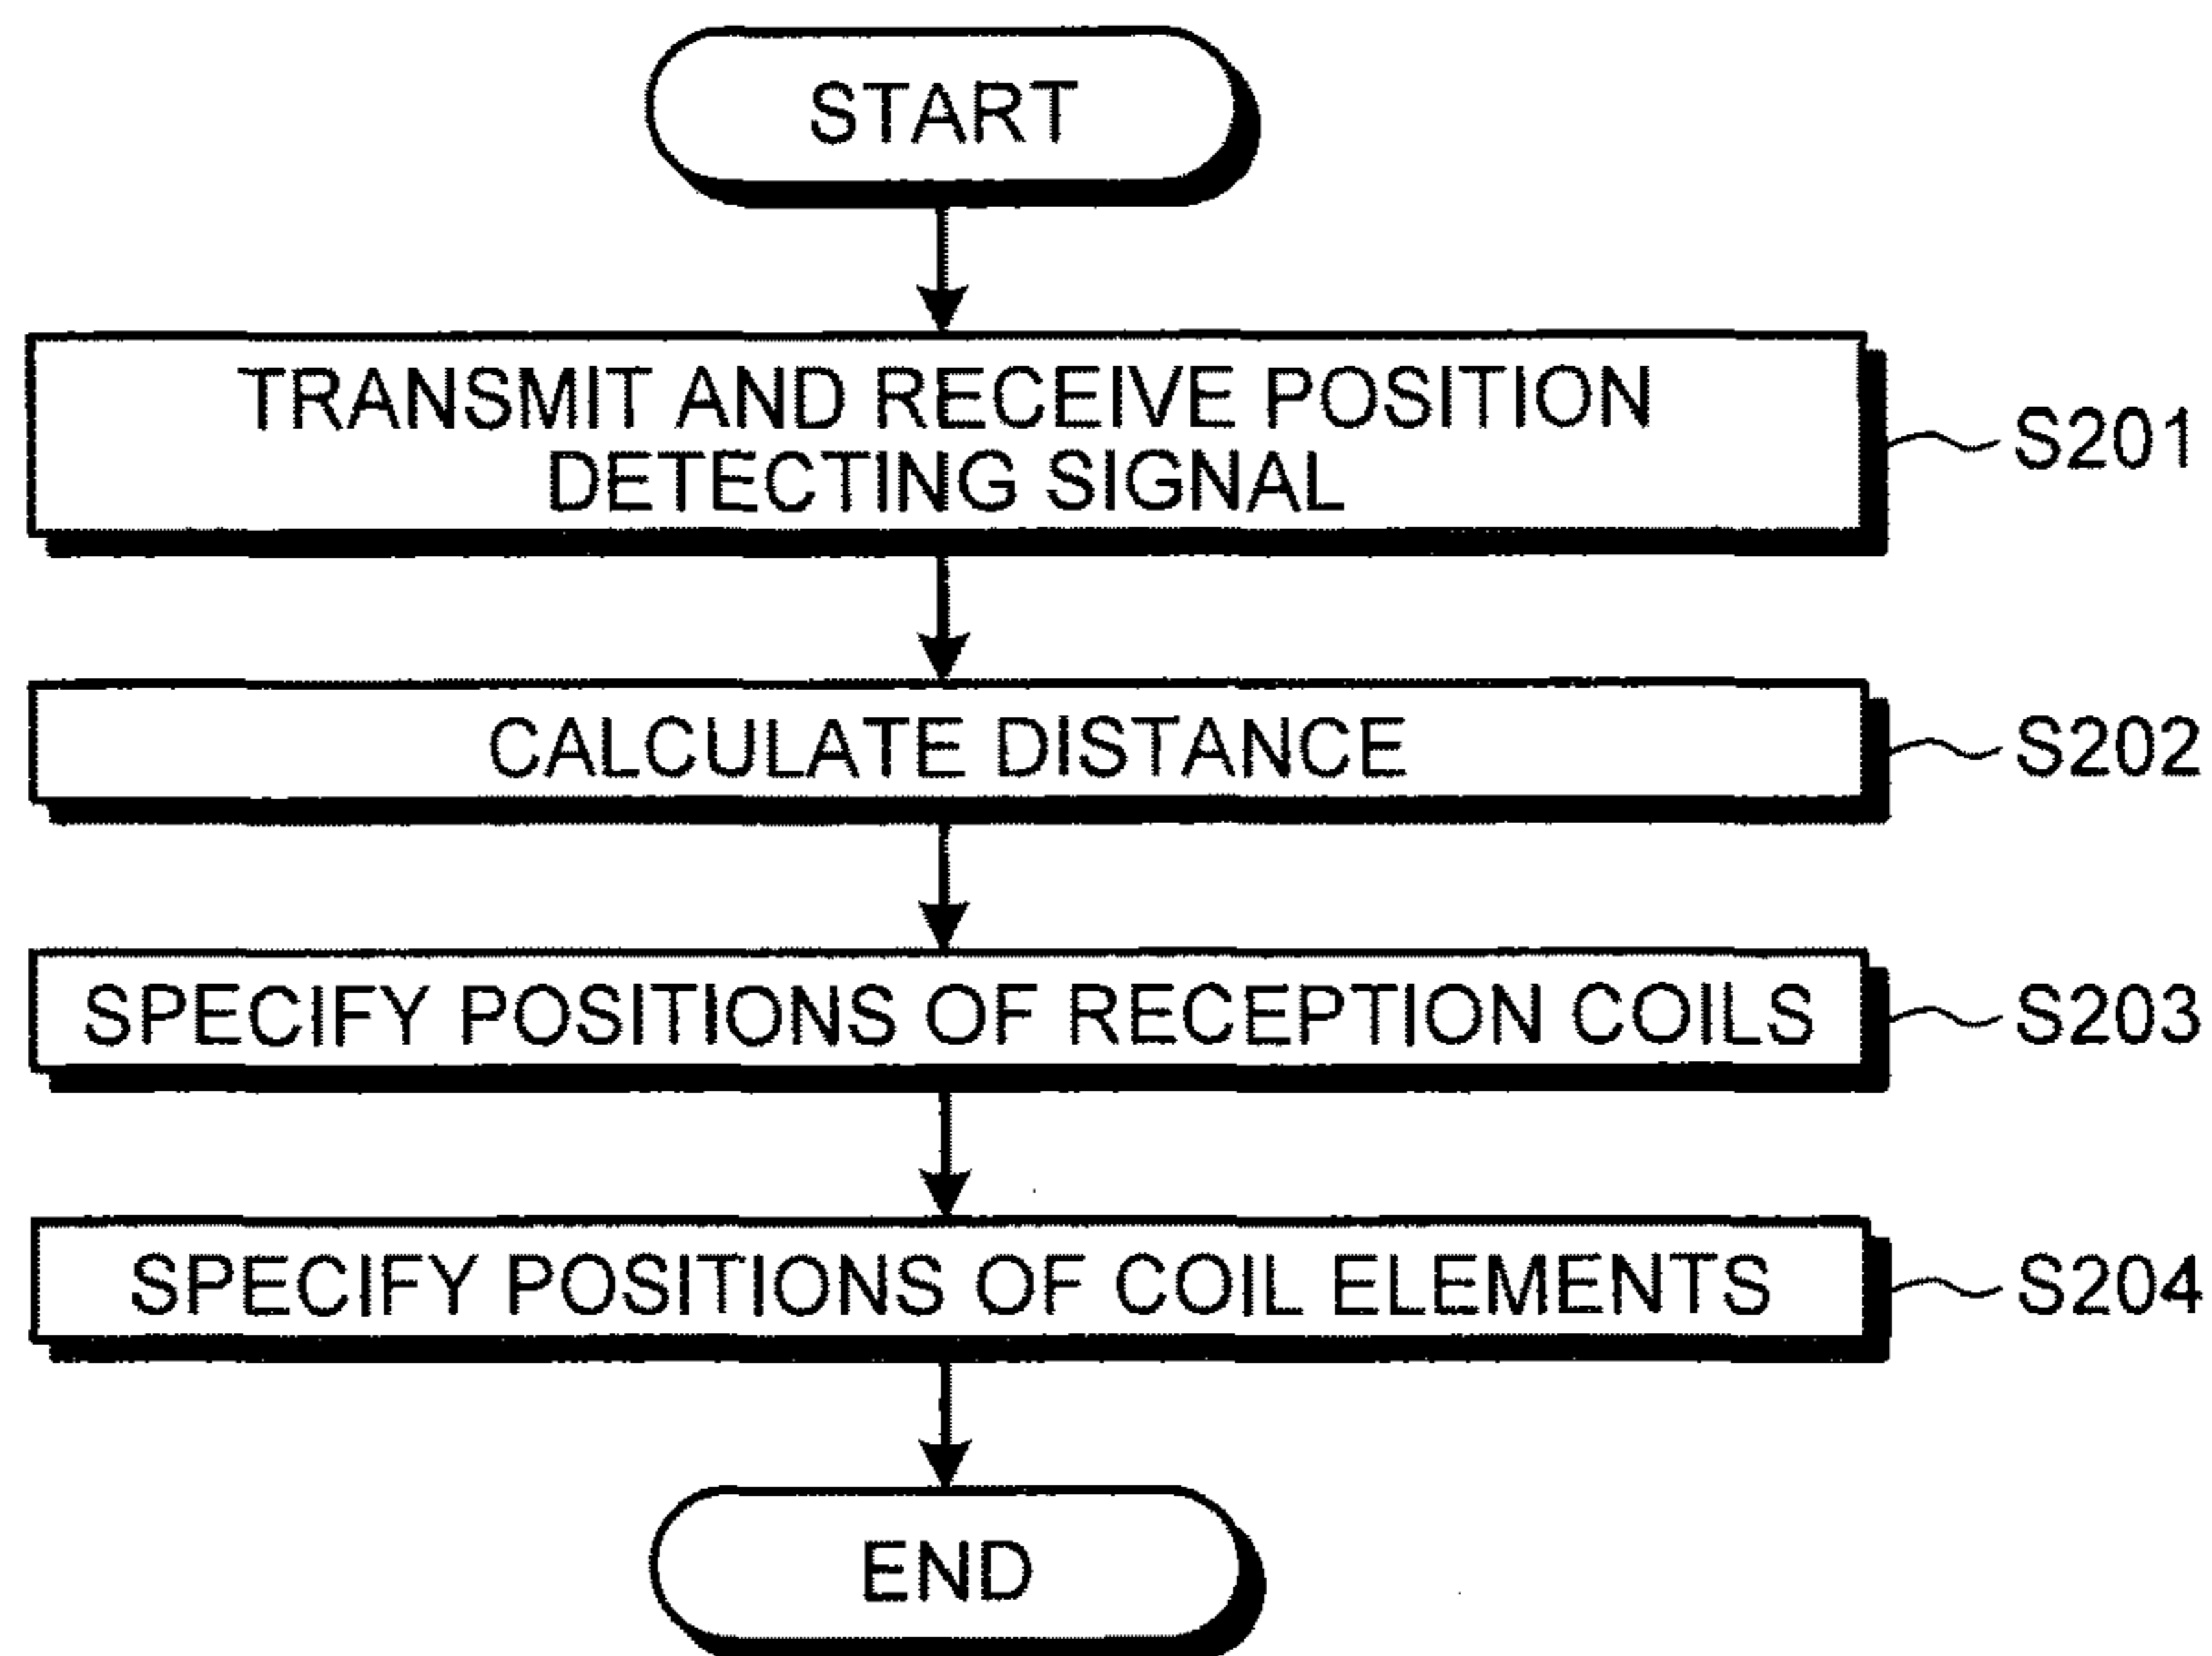 START
TRANSMIT AND RECEIVE POSITION
DETECTING SIGNAL
S201
CALCULATE DISTANCE
S202
SPECIFY POSITIONS OF RECEPTION COILS
S203
SPECIFY POSITIONS OF COIL ELEMENTS
S204
END